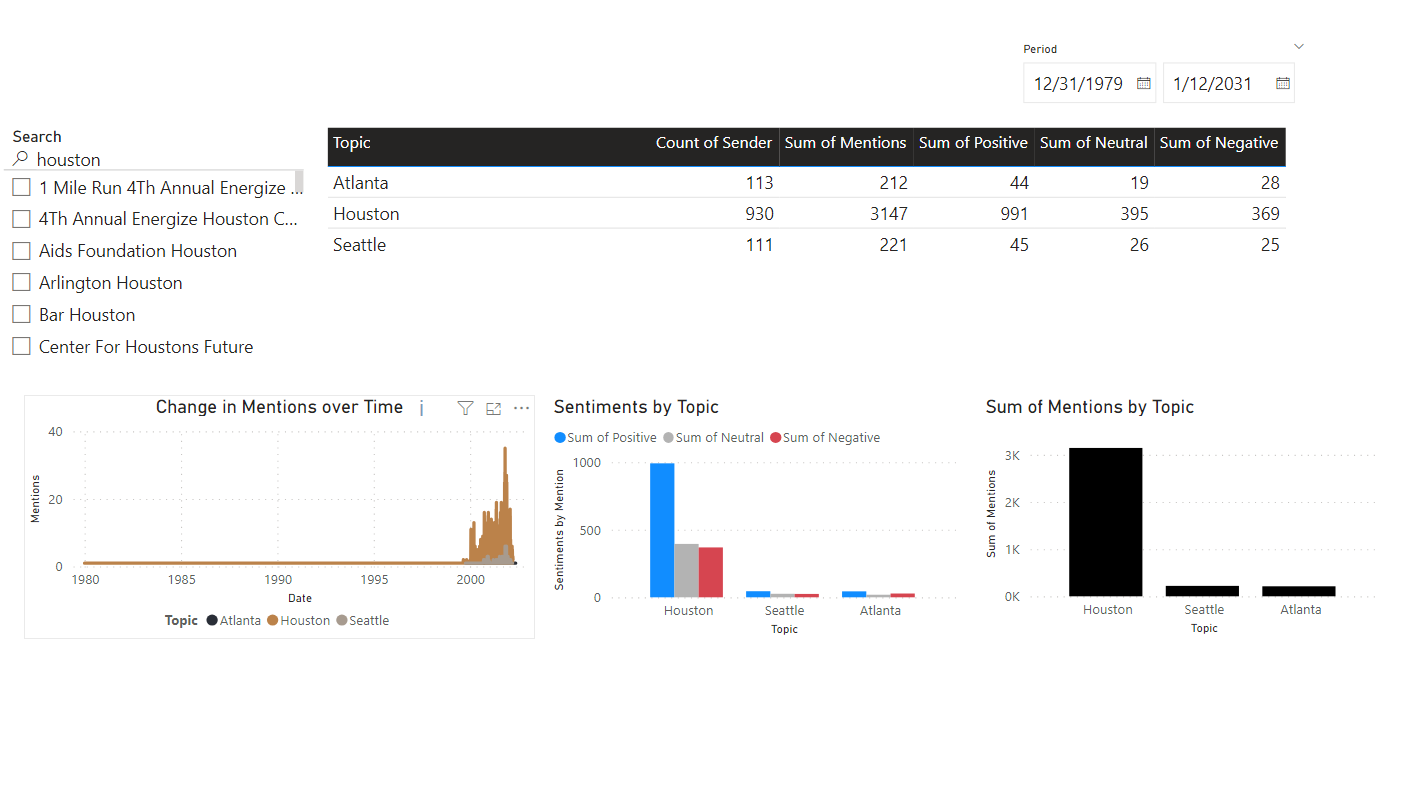 Period
12/31/1979 1/12/2031
Search
houston
1 Mile Run 4Th Annual Energize ...
4Th Annual Energize Houston C...
Aids Foundation Houston
Arlington Houston
Bar Houston
Center For Houstons Future
Topic Count of Sender Sum of Mentions Sum of Positive Sum of Neutral Sum of Negative
Atlanta 113 212 44 19 28
Houston 930 3147 991 395 369
Seattle 111 221 45 26 25
Change in Mentions over Time
Mentions
40
20
0
1980 1985 1990 1995 2000
Date
Topic Atlanta Houston Seattle
Sentiments by Topic
Sum of Positive Sum of Neutral Sum of Negative
Sentiments by Mention
1000
500
0
Houston Seattle Atlanta
Topic
Sum of Mentions by Topic
Sum of Mentions
3K
2K
1K
0K
Houston Seattle Atlanta
Topic